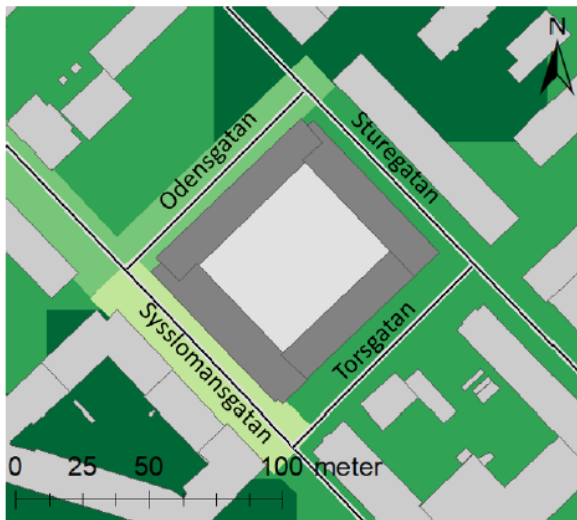 N
Odensgatan
Sturegatan
Sysslomansgatan
Torsgatan
0 25 50 100 meter